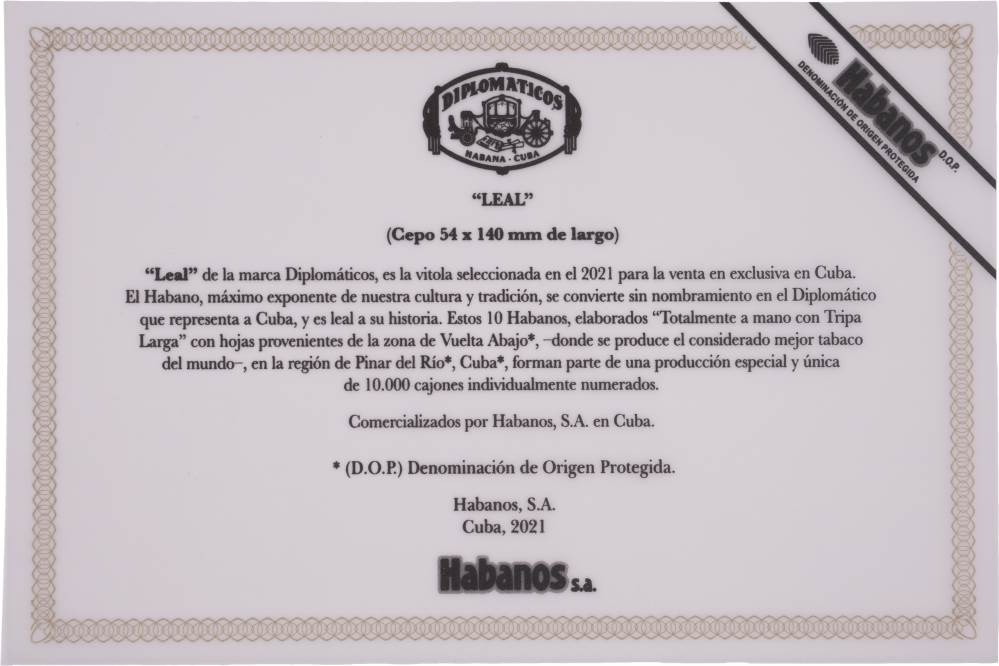 Habanos
DENOMINACIÓN DE ORIGEN PROTEGIDA
D.O.P.
DIPLOMATICOS
HABANA - CUBA
“LEAL”
(Cepo 54 x 140 mm de largo)
“Leal” de la marca Diplomáticos, es la vitola seleccionada en el 2021 para la venta en exclusiva en Cuba.
El Habano, máximo exponente de nuestra cultura y tradición, se convierte sin nombramiento en el Diplomático
que representa a Cuba, y es leal a su historia. Estos 10 Habanos, elaborados “Totalmente a mano con Tripa
Larga” con hojas provenientes de la zona de Vuelta Abajo*, –donde se produce el considerado mejor tabaco
del mundo–, en la región de Pinar del Río*, Cuba*, forman parte de una producción especial y única
de 10.000 cajones individualmente numerados.
Comercializados por Habanos, S.A. en Cuba.
* (D.O.P.) Denominación de Origen Protegida.
Habanos, S.A.
Cuba, 2021
Habanos s.a.